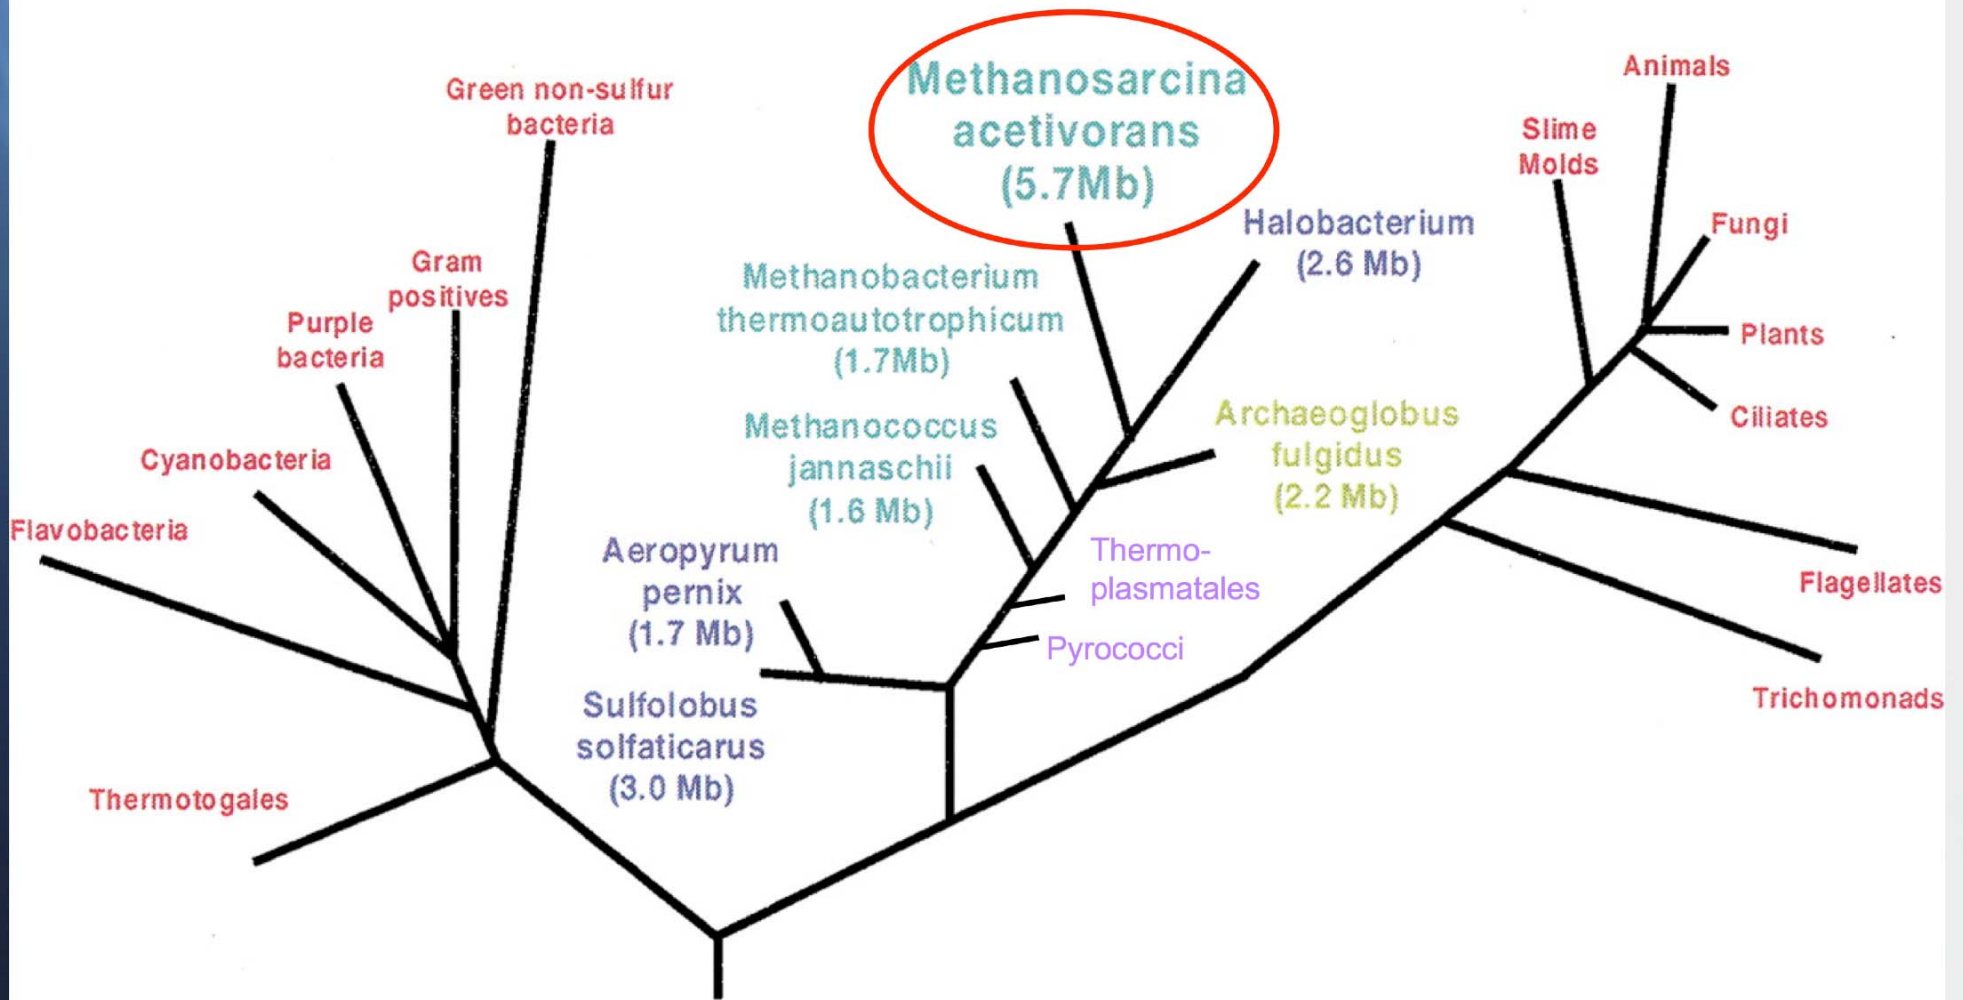 Green non-sulfur
bacteria
Gram
positives
Purple
bacteria
Cyanobacteria
Flavobacteria
Thermotogales
Methanosarcina
acetivorans
(5.7Mb)
Halobacterium
(2.6 Mb)
Methanobacterium
thermoautotrophicum
(1.7Mb)
Methanococcus
jannaschii
(1.6 Mb)
Archaeoglobus
fulgidus
(2.2 Mb)
Aeropyrum
pernix
(1.7 Mb)
Thermo-
plasmatales
Pyrococci
Sulfolobus
solfaticarus
(3.0 Mb)
Animals
Slime
Molds
Fungi
Plants
Ciliates
Flagellates
Trichomonads